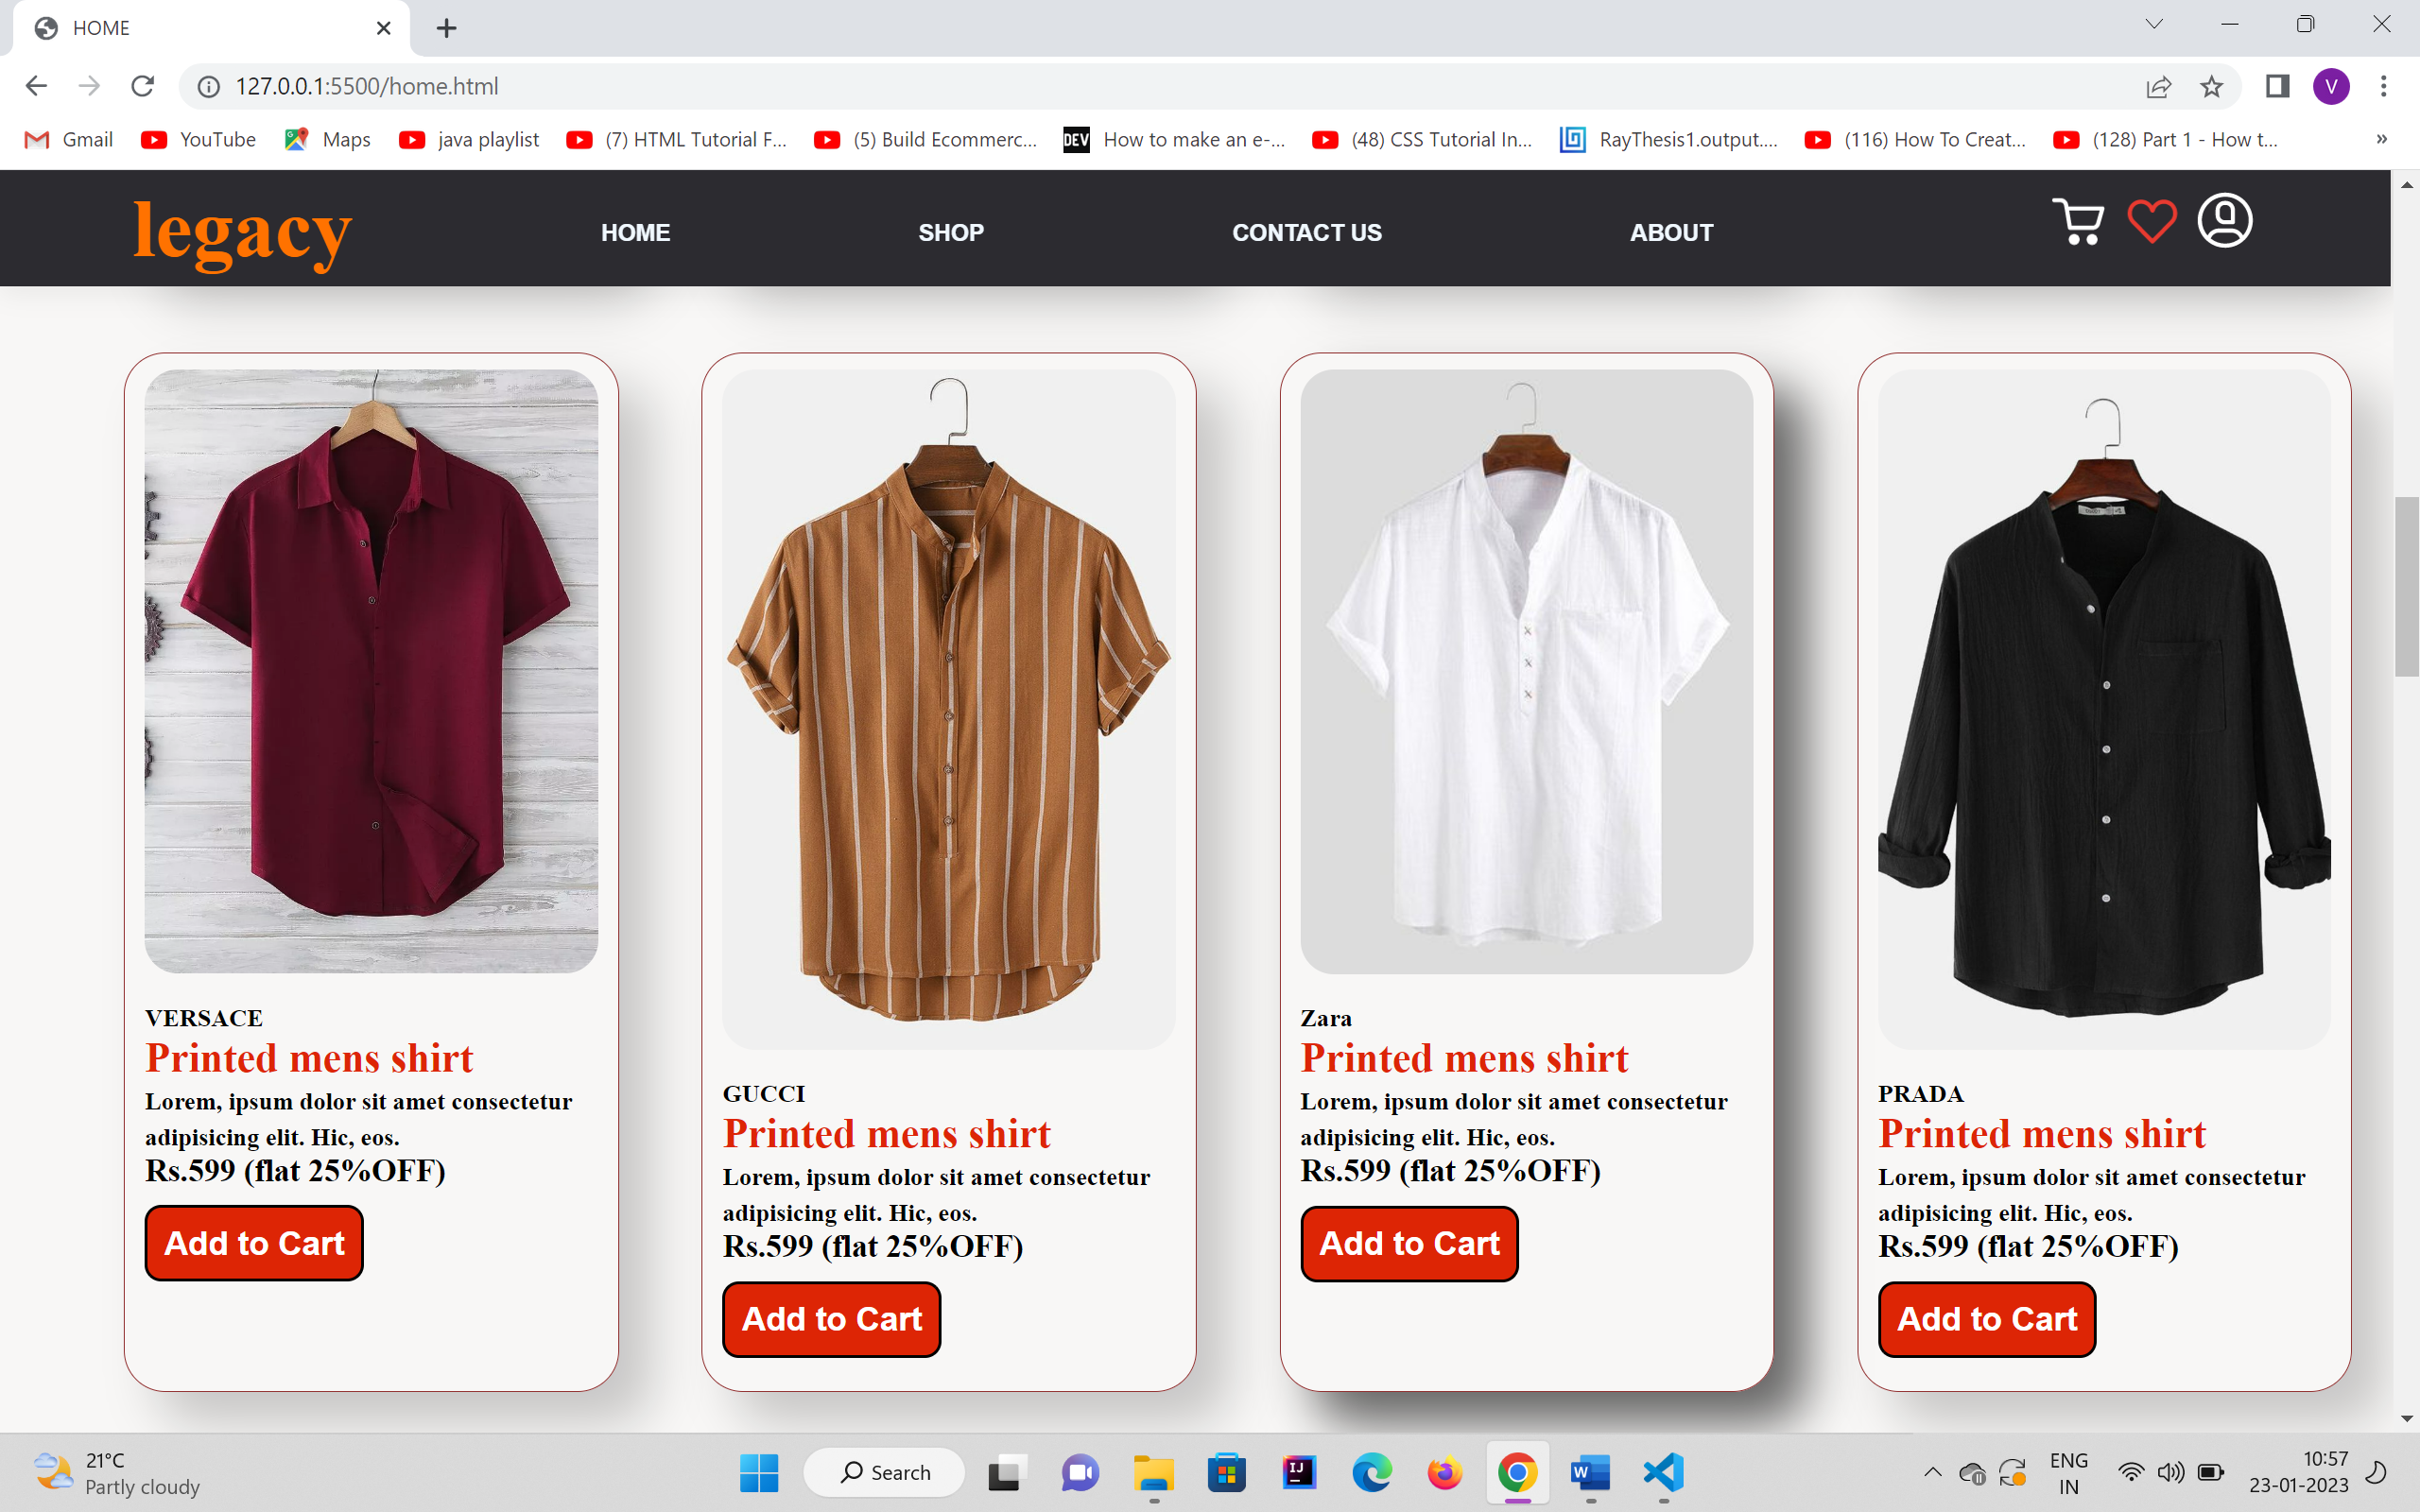 HOME
127.0.0.1:5500/home.html
V
Gmail
YouTube
Maps
java playlist
(7) HTML Tutorial F...
(5) Build Ecommerc...
DEV
How to make an e-...
(48) CSS Tutorial In...
RayThesis1.output....
(116) How To Creat...
(128) Part 1 - How t...
»
legacy
HOME
SHOP
CONTACT US
ABOUT
VERSACE
Printed mens shirt
Lorem, ipsum dolor sit amet consectetur
adipisicing elit. Hic, eos.
Rs.599 (flat 25%OFF)
Add to Cart
GUCCI
Printed mens shirt
Lorem, ipsum dolor sit amet consectetur
adipisicing elit. Hic, eos.
Rs.599 (flat 25%OFF)
Add to Cart
Zara
Printed mens shirt
Lorem, ipsum dolor sit amet consectetur
adipisicing elit. Hic, eos.
Rs.599 (flat 25%OFF)
Add to Cart
PRADA
Printed mens shirt
Lorem, ipsum dolor sit amet consectetur
adipisicing elit. Hic, eos.
Rs.599 (flat 25%OFF)
Add to Cart
21°C
Partly cloudy
Search
IJ
W
ENG
IN
10:57
23-01-2023